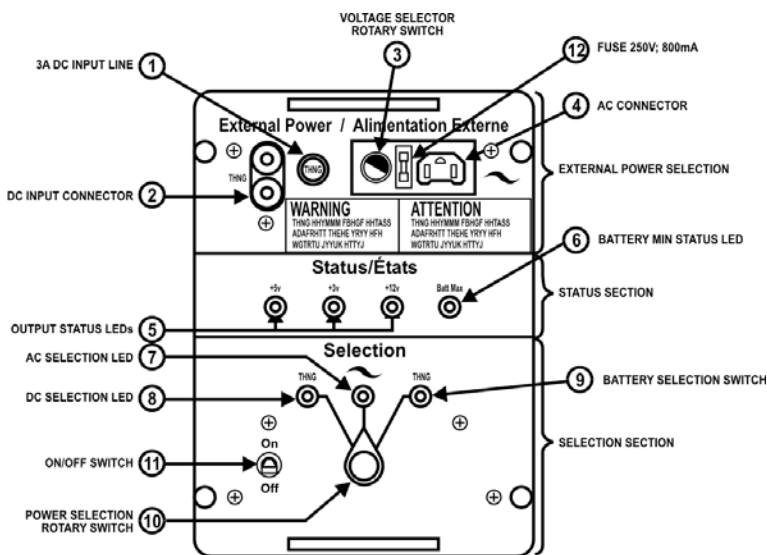 VOLTAGE SELECTOR
ROTARY SWITCH
3
12
FUSE 250V; 800mA
3A DC INPUT LINE
1
4
AC CONNECTOR
External Power / Alimentation Externe
THNG
THNG
EXTERNAL POWER SELECTION
DC INPUT CONNECTOR
2
WARNING
THNG HHYMMM FBHGF HHTASS
ADAFRHTT THEHE YRYY HFH
WGTRTU JYYUK HTTYJ
ATTENTION
THNG HHYMMM FBHGF HHTASS
ADAFRHTT THEHE YRYY HFH
WGTRTU JYYUK HTTYJ
6
BATTERY MIN STATUS LED
Status/États
+5v
+3v
+12v
Batt Max
STATUS SECTION
OUTPUT STATUS LEDs
5
AC SELECTION LED
7
Selection
THNG
THNG
DC SELECTION LED
8
9
BATTERY SELECTION SWITCH
On
Off
ON/OFF SWITCH
11
SELECTION SECTION
POWER SELECTION
ROTARY SWITCH
10